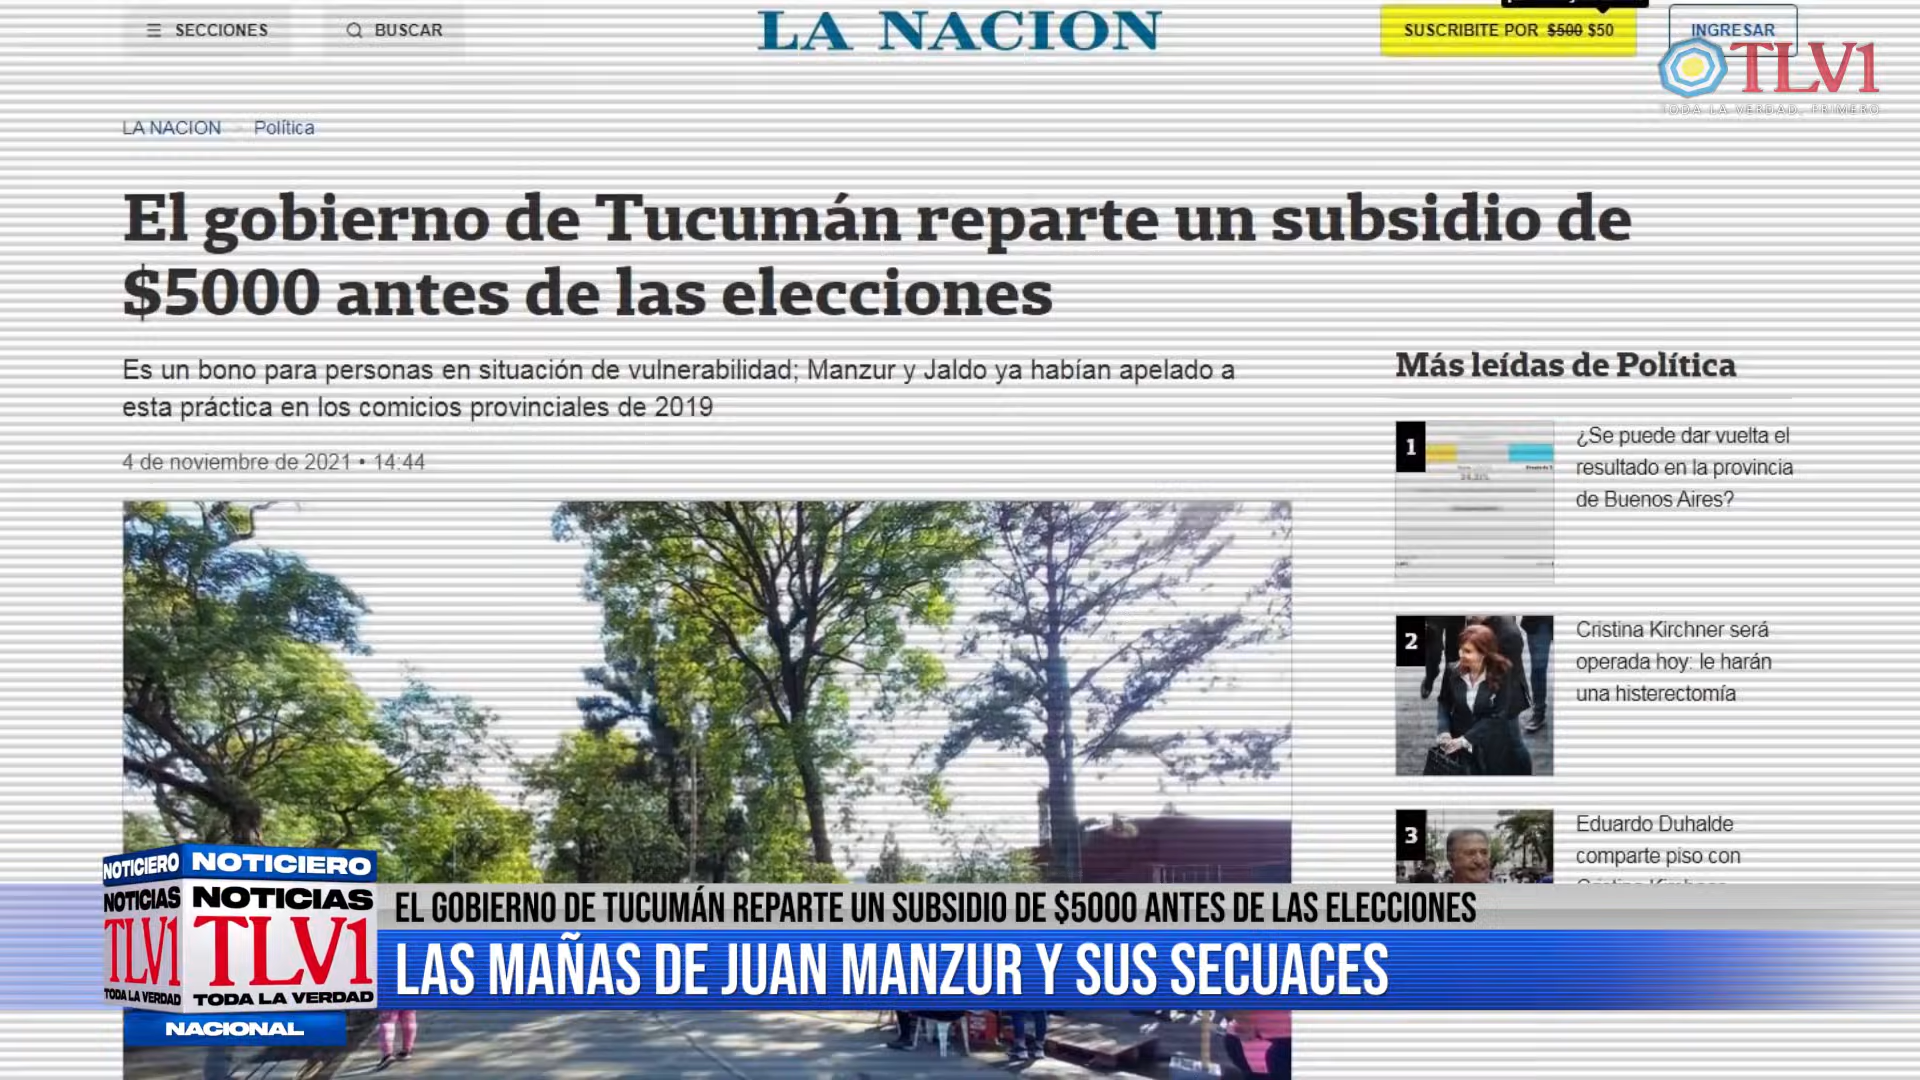 SECCIONES
BUSCAR
LA NACION
SUSCRIBITE POR $500 $50
INGRESAR
TLV1
TODA LA VERDAD, PRIMERO
LA NACION > Política
El gobierno de Tucumán reparte un subsidio de
$5000 antes de las elecciones
Es un bono para personas en situación de vulnerabilidad; Manzur y Jaldo ya habían apelado a
esta práctica en los comicios provinciales de 2019
4 de noviembre de 2021 • 14:44
Más leídas de Política
1
¿Se puede dar vuelta el
resultado en la provincia
de Buenos Aires?
2
Cristina Kirchner será
operada hoy: le harán
una histerectomía
3
Eduardo Duhalde
comparte piso con
NOTICIERO
NOTICIERO
NOTICIAS
NOTICIAS
TLV1
TLV1
TODA LA VERDAD
TODA LA VERDAD
NACIONAL
EL GOBIERNO DE TUCUMÁN REPARTE UN SUBSIDIO DE $5000 ANTES DE LAS ELECCIONES
LAS MAÑAS DE JUAN MANZUR Y SUS SECUACES